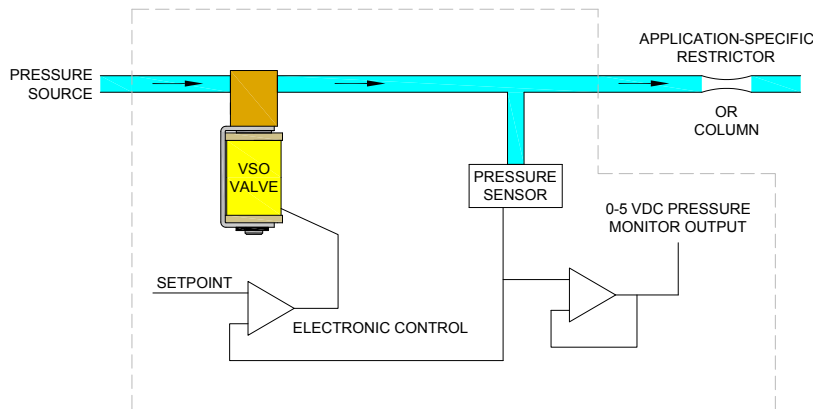 PRESSURE
SOURCE
APPLICATION-SPECIFIC
RESTRICTOR
OR
COLUMN
VSO
VALVE
PRESSURE
SENSOR
0-5 VDC PRESSURE
MONITOR OUTPUT
SETPOINT
ELECTRONIC CONTROL